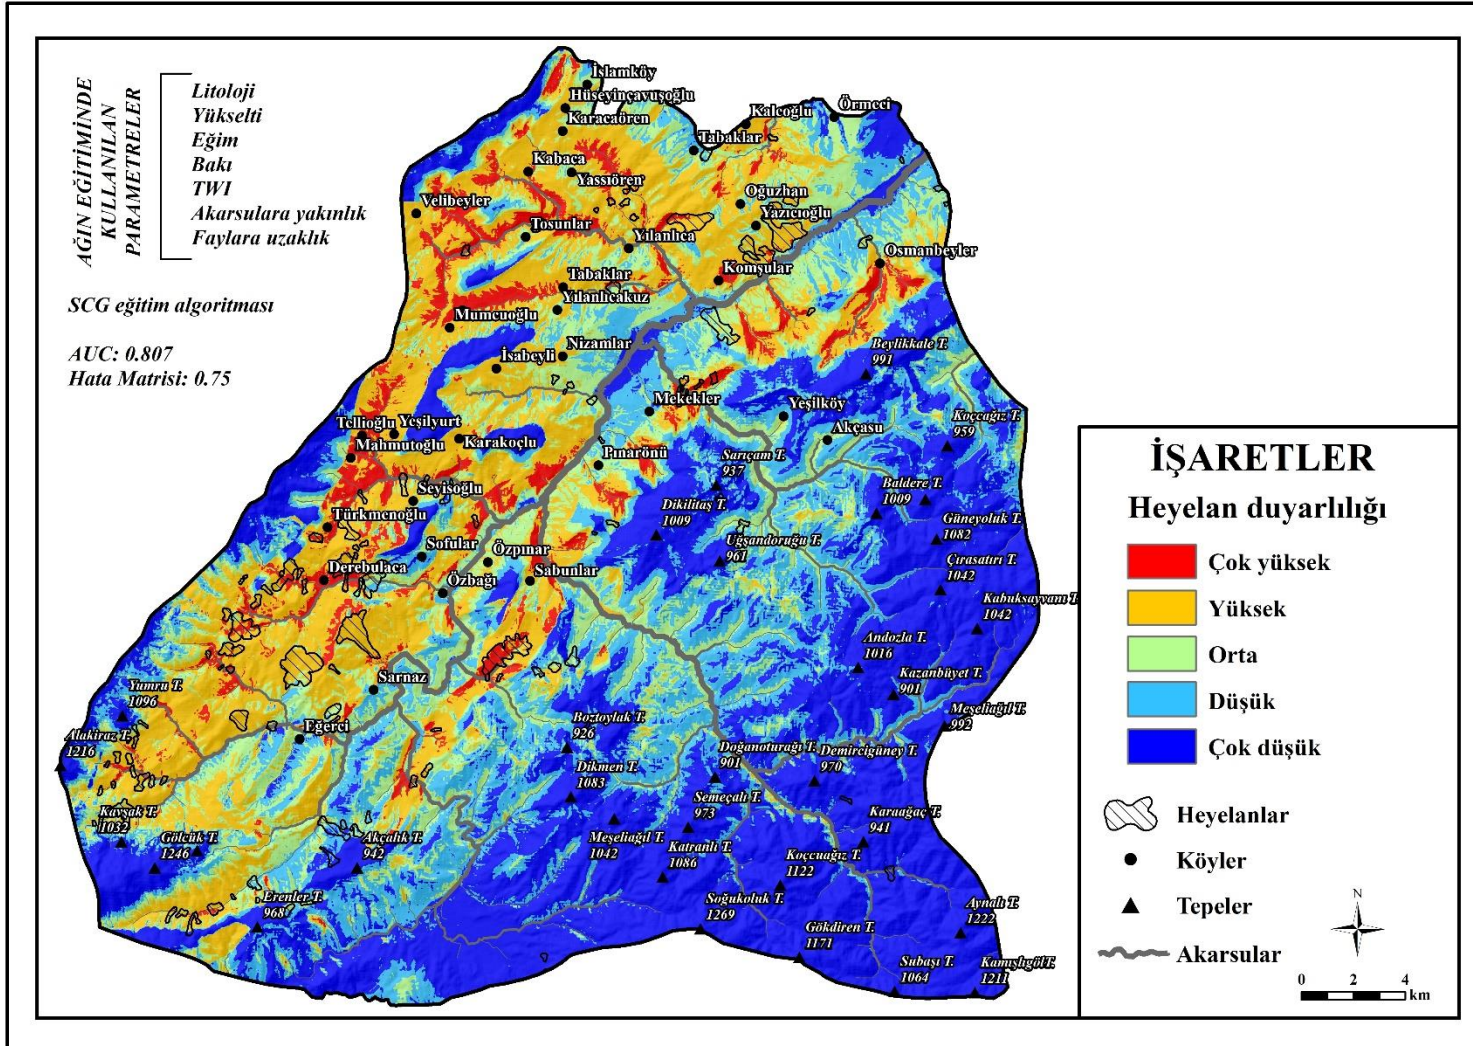 AĞIN EĞİTİMİNDE
KULLANILAN
PARAMETRELER
Litoloji
Yükselti
Eğim
Bakı
TWI
Akarsulara yakınlık
Faylara uzaklık
SCG eğitim algoritması
AUC: 0.807
Hata Matrisi: 0.75
İslamköy
Hüseyinçavuşoğlu
Karacaören
Kalcoğlu
Örmeci
Tabaklar
Kabaca
Yassıören
Velibeyler
Oğuzhan
Yazıcıoğlu
Tosunlar
Yılanlıca
Osmanbeyler
Komşular
Tabaklar
Yılanlıcakuz
Mumcuoğlu
Nizamlar
İsabeyli
Beylikkale T.
991
Mekekler
Yeşilköy
Koçcağız T.
959
Tellioğlu
Yeşilyurt
Mahmutoğlu
Karakoçlu
Akçasu
Pınarönü
Sarıçam T.
937
Baldere T.
1009
Seyisoğlu
Dikilitaş T.
1009
Türkmenoğlu
Güneyoluk T.
1082
Uğşandoruğu T.
961
Sofular
Özpınar
Çırasatırı T.
1042
Derebulaca
Özbağı
Sabunlar
Kabuksayvanı T.
1042
Andozla T.
1016
Kazanbüyet T.
901
Sarnaz
Yumru T.
1096
Meşeliağıl T.
992
Boztoylak T.
926
Eğerci
Alakiraz T.
1216
Doğanoturağı T.
901
Demircigüney T.
970
Dikmen T.
1083
Semeçalı T.
973
Kavşak T.
1032
Gölcük T.
1246
Akçalık T.
942
Meşeliağıl T.
1042
Katranlı T.
1086
Karaağaç T.
941
Koçcuağız T.
1122
Erenler T.
968
Soğukoluk T.
1269
Aynalı T.
1222
Gökdiren T.
1171
Subaşı T.
1064
KamışlıgölT.
1211
İŞARETLER
Heyelan duyarlılığı
Çok yüksek
Yüksek
Orta
Düşük
Çok düşük
Heyelanlar
Köyler
Tepeler
Akarsular
N
0 2 4
km